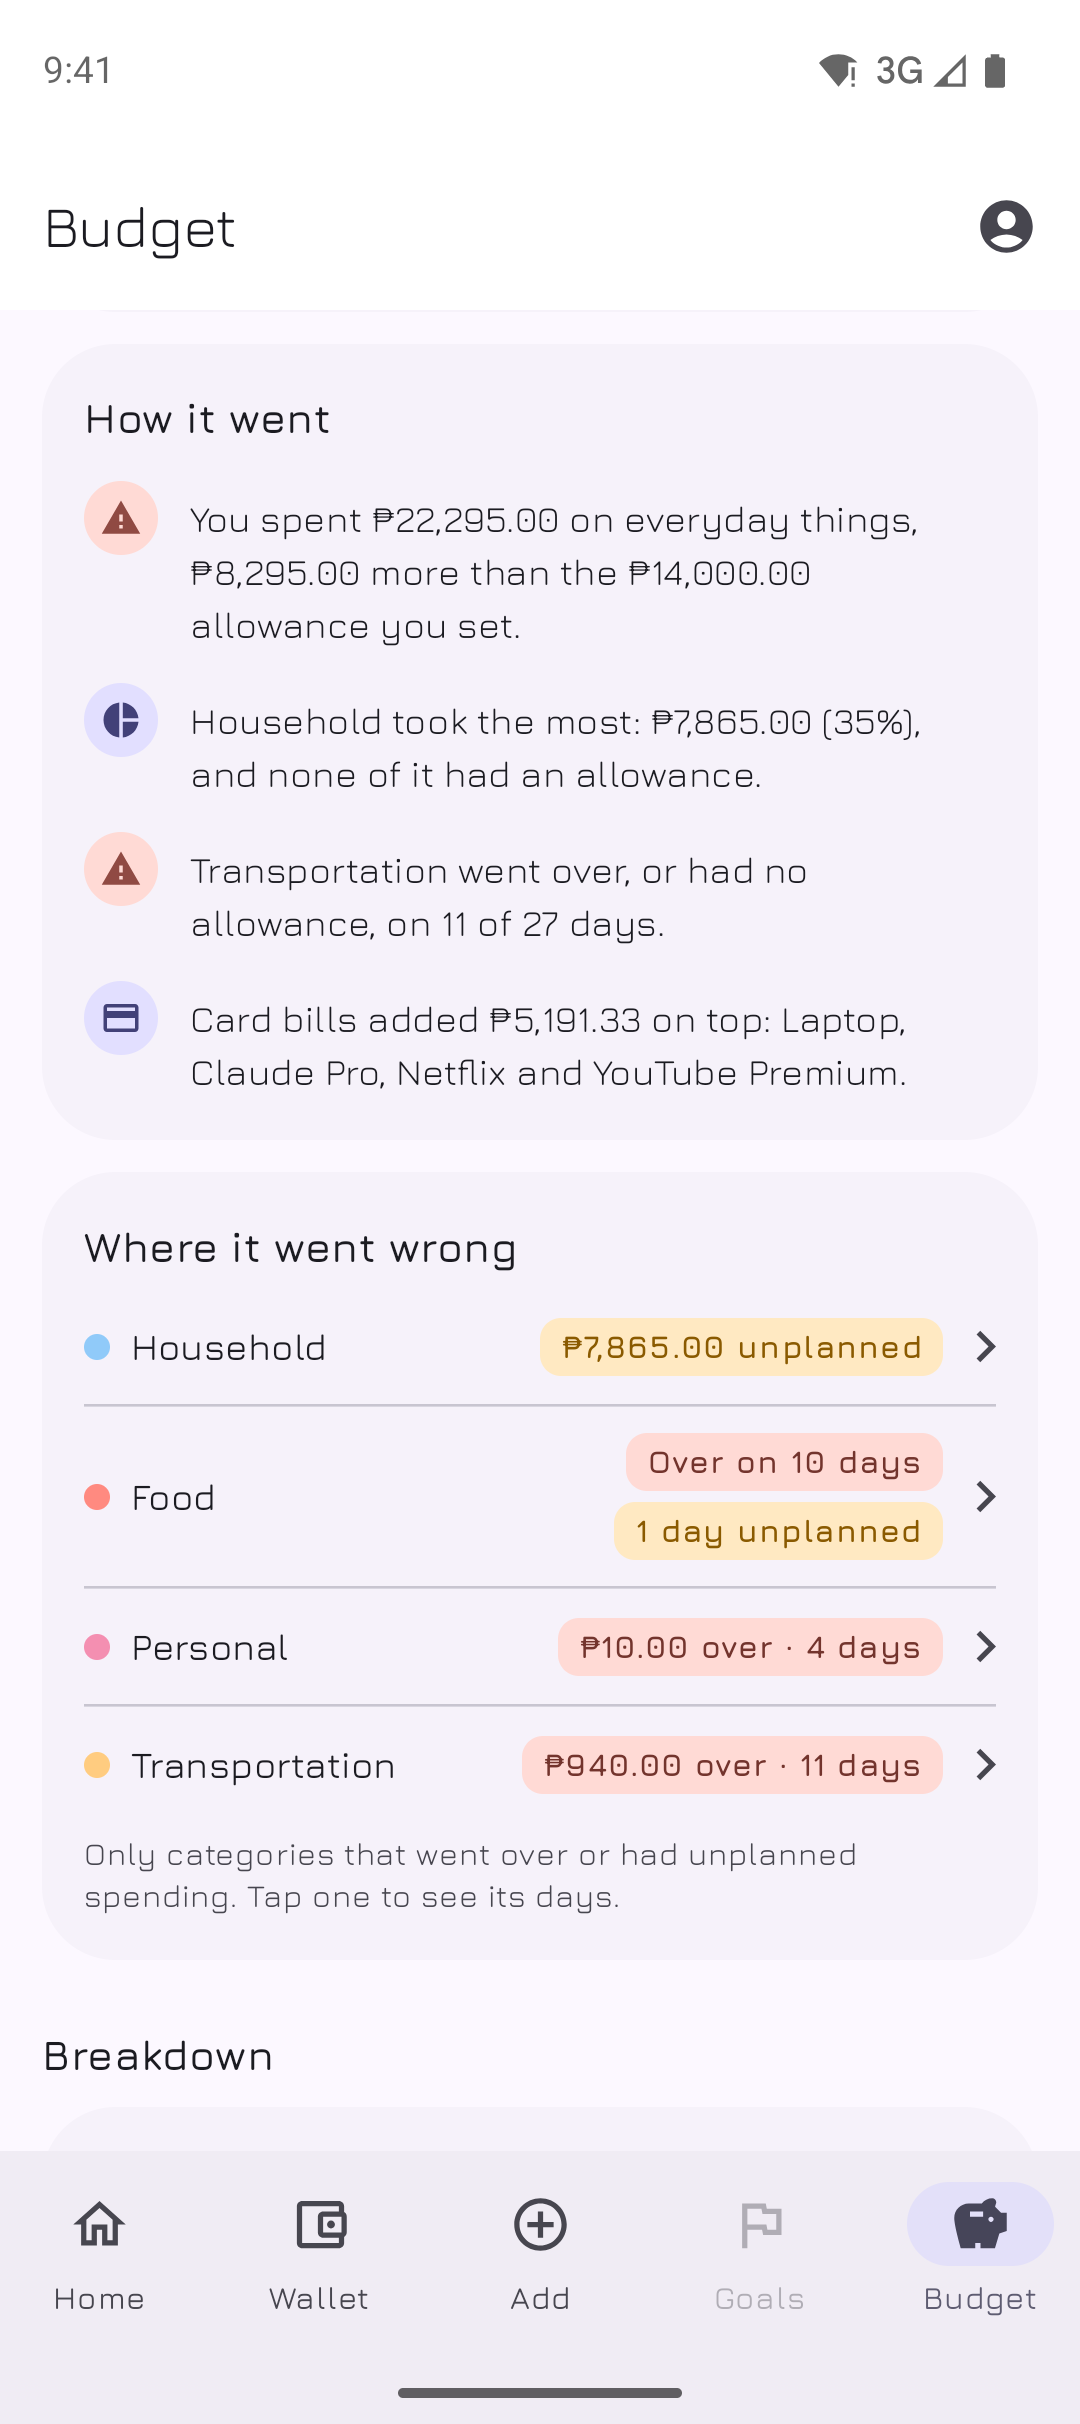 9:41
3G
Budget
How it went
You spent ₱22,295.00 on everyday things,
₱8,295.00 more than the ₱14,000.00
allowance you set.
Household took the most: ₱7,865.00 (35%),
and none of it had an allowance.
Transportation went over, or had no
allowance, on 11 of 27 days.
Card bills added ₱5,191.33 on top: Laptop,
Claude Pro, Netflix and YouTube Premium.
Where it went wrong
Household ₱7,865.00 unplanned
Over on 10 days
Food
1 day unplanned
Personal ₱10.00 over · 4 days
Transportation ₱940.00 over · 11 days
Only categories that went over or had unplanned
spending. Tap one to see its days.
Breakdown
Home Wallet Add Goals Budget